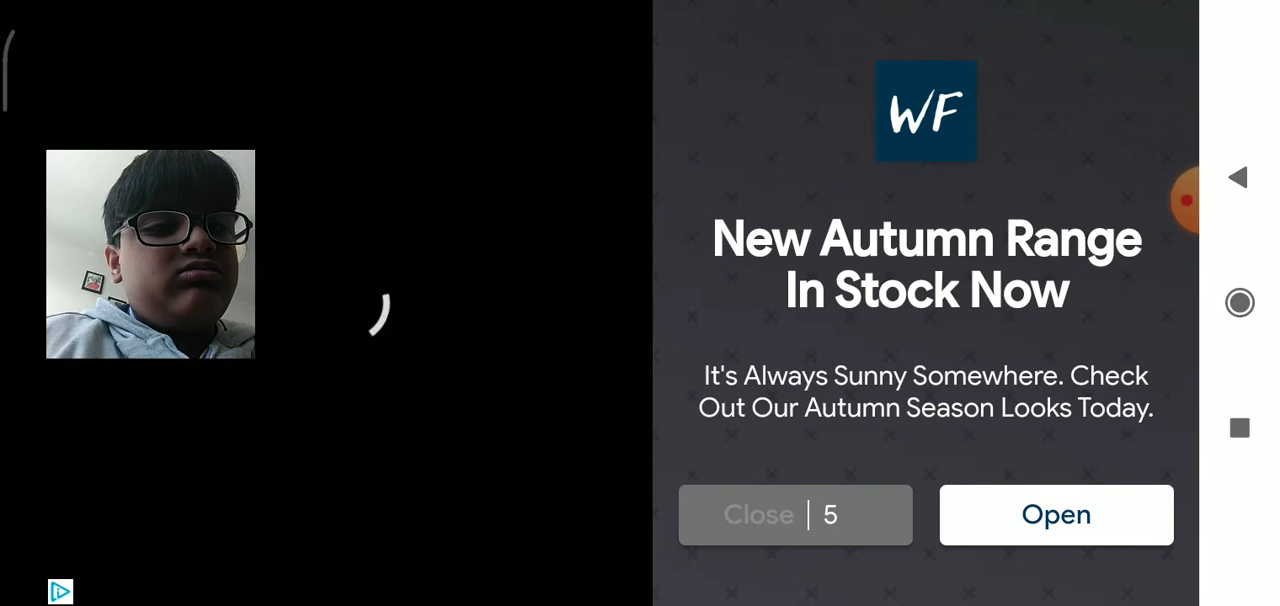 WF
New Autumn Range
In Stock Now
It's Always Sunny Somewhere. Check
Out Our Autumn Season Looks Today.
Close | 5
Open